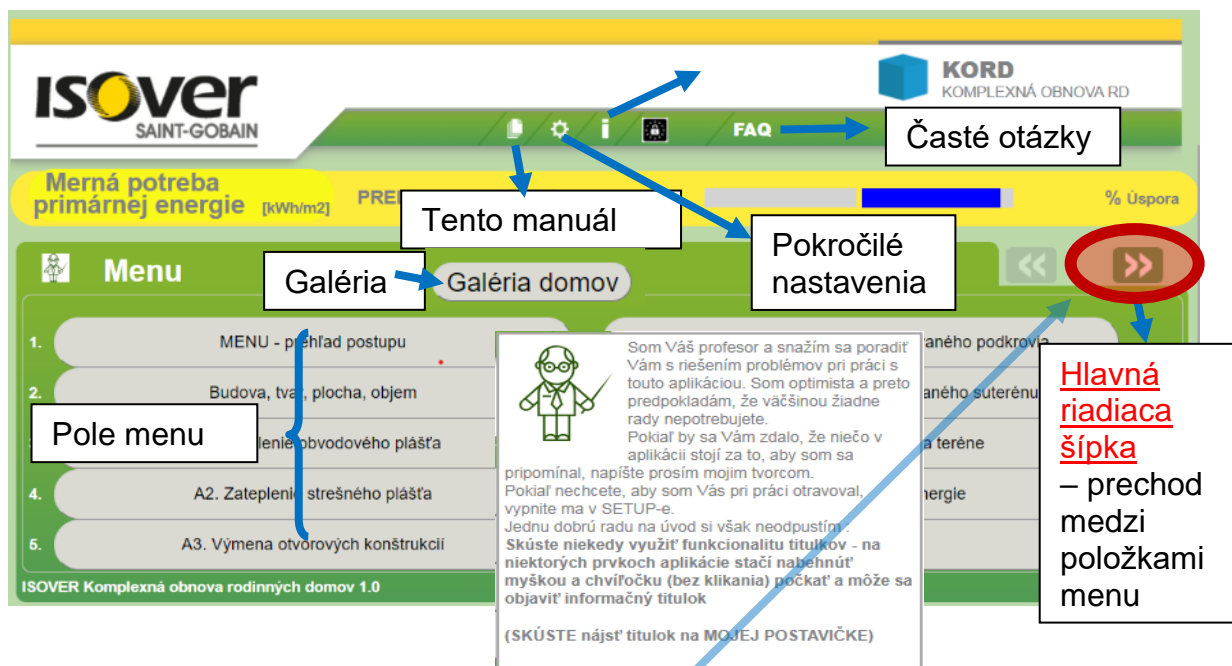 ISOVER
SAINT-GOBAIN
KORD
KOMPLEXNÁ OBNOVA RD
FAQ
Časté otázky
Merná potreba
primárnej energie [kWh/m2]
% Úspora
Tento manuál
Pokročilé
nastavenia
Menu
Galéria
Galéria domov
1. MENU - prehľad postupu
2. Budova, tvar, plocha, objem
Pole menu
obvodového plášťa
4. A2. Zateplenie strešného plášťa
5. A3. Výmena otvorových konštrukcií
podkrovia
suterénu
teréne
ISOVER Komplexná obnova rodinných domov 1.0
Som Váš profesor a snažím sa poradiť
Vám s riešením problémov pri práci s
touto aplikáciou. Som optimista a preto
predpokladám, že väčšinou žiadne
rady nepotrebujete.
Pokiaľ by sa Vám zdalo, že niečo v
aplikácii stojí za to, aby som sa
pripomínal, napíšte prosím mojim tvorcom.
Pokiaľ nechcete, aby som Vás pri práci otravoval,
vypnite ma v SETUP-e.
Jednu dobrú radu na úvod si však neodpustím :
Skúste niekedy využiť funkcionalitu titulkov - na
niektorých prvkoch aplikácie stačí nabehnúť
myškou a chvíľočku (bez klikania) počkať a môže sa
objaviť informačný titulok
(SKÚSTE nájsť titulok na MOJEJ POSTAVIČKE)
Hlavná
riadiaca
šípka
– prechod
medzi
položkami
menu